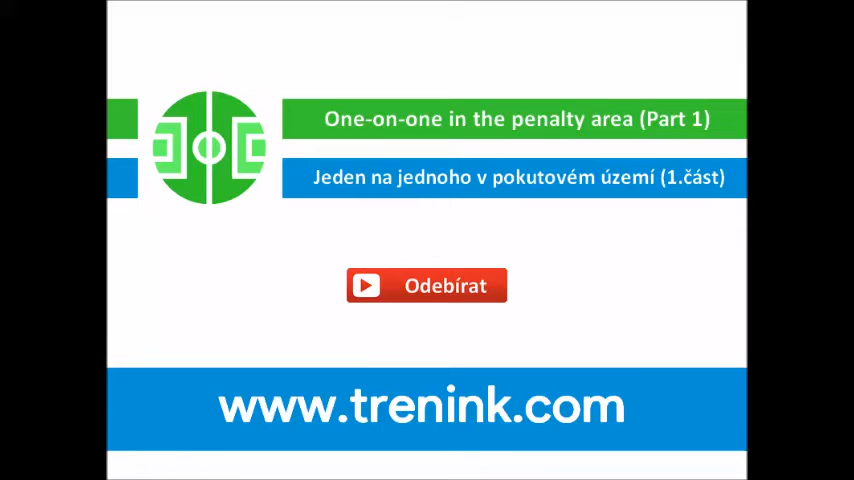 One-on-one in the penalty area (Part 1)
Jeden na jednoho v pokutovém území (1.část)
Odebírat
www.trenink.com